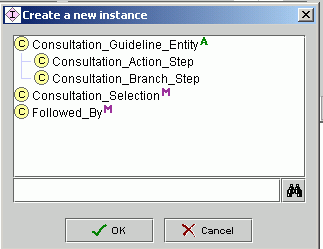 Create a new instance
C Consultation_Guideline_Entity A
C Consultation_Action_Step
C Consultation_Branch_Step
C Consultation_Selection M
C Followed_By M
OK Cancel